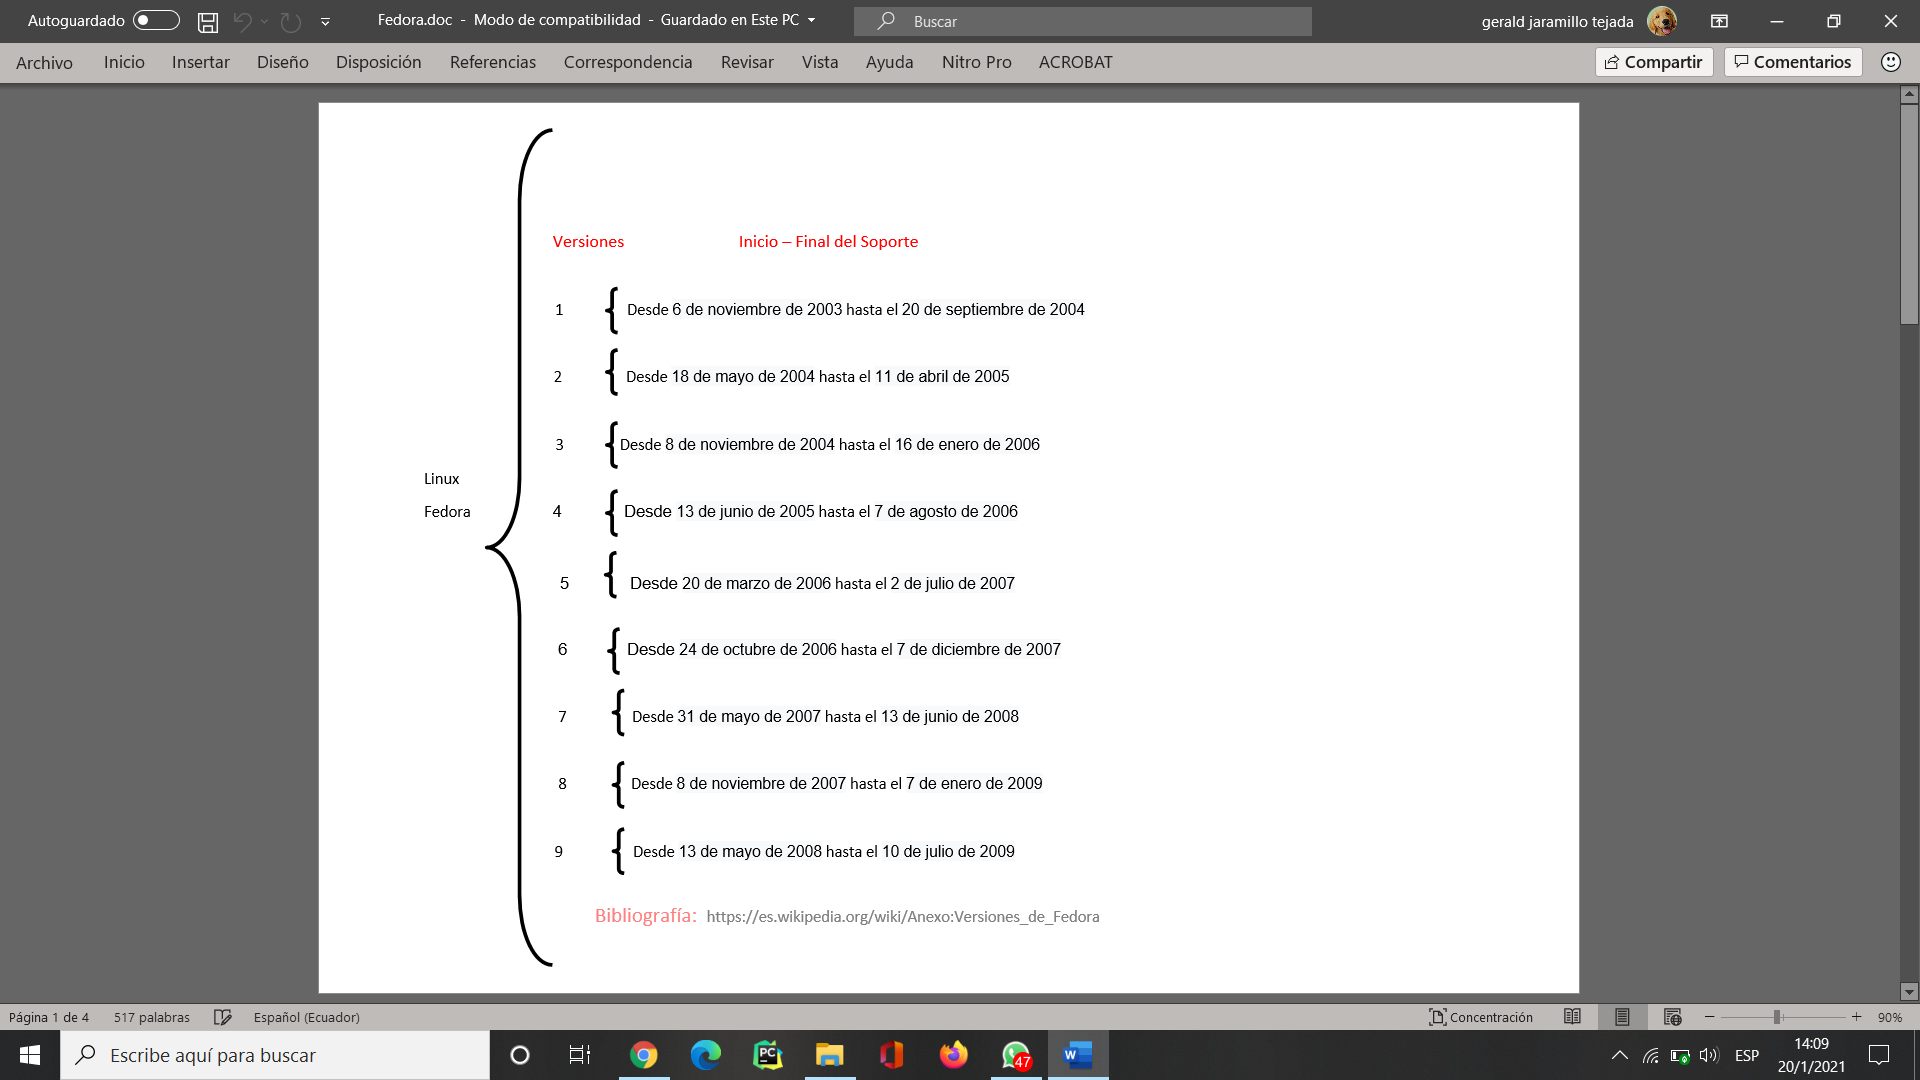 Autoguardado
Fedora.doc - Modo de compatibilidad - Guardado en Este PC
Buscar
gerald jaramillo tejada
Archivo Inicio Insertar Diseño Disposición Referencias Correspondencia Revisar Vista Ayuda Nitro Pro ACROBAT Compartir Comentarios
Versiones Inicio – Final del Soporte
1 Desde 6 de noviembre de 2003 hasta el 20 de septiembre de 2004
2 Desde 18 de mayo de 2004 hasta el 11 de abril de 2005
3 Desde 8 de noviembre de 2004 hasta el 16 de enero de 2006
Linux
Fedora
4 Desde 13 de junio de 2005 hasta el 7 de agosto de 2006
5 Desde 20 de marzo de 2006 hasta el 2 de julio de 2007
6 Desde 24 de octubre de 2006 hasta el 7 de diciembre de 2007
7 Desde 31 de mayo de 2007 hasta el 13 de junio de 2008
8 Desde 8 de noviembre de 2007 hasta el 7 de enero de 2009
9 Desde 13 de mayo de 2008 hasta el 10 de julio de 2009
Bibliografía: https://es.wikipedia.org/wiki/Anexo:Versiones_de_Fedora
Página 1 de 4 517 palabras Español (Ecuador) Concentración 90%
Escribe aquí para buscar
PC
47
W
ESP
14:09
20/1/2021